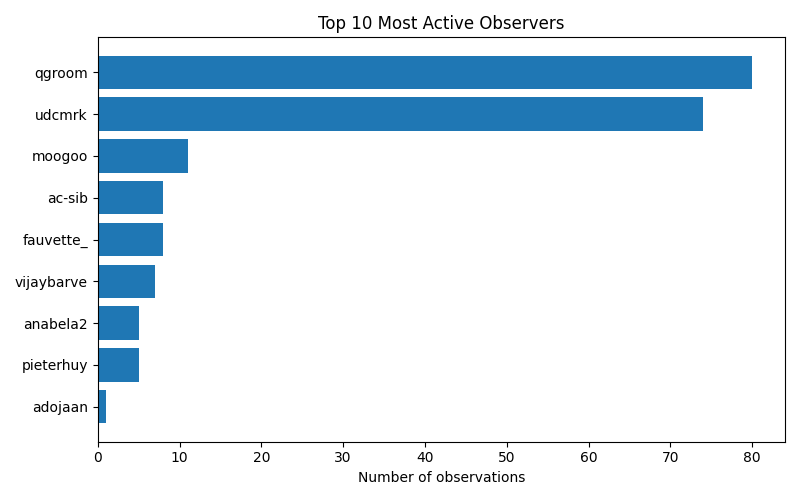 Top 10 Most Active Observers
qgroom
udcmrk
moogoo
ac-sib
fauvette_
vijaybarve
anabela2
pieterhuy
adojaan
0 10 20 30 40 50 60 70 80
Number of observations